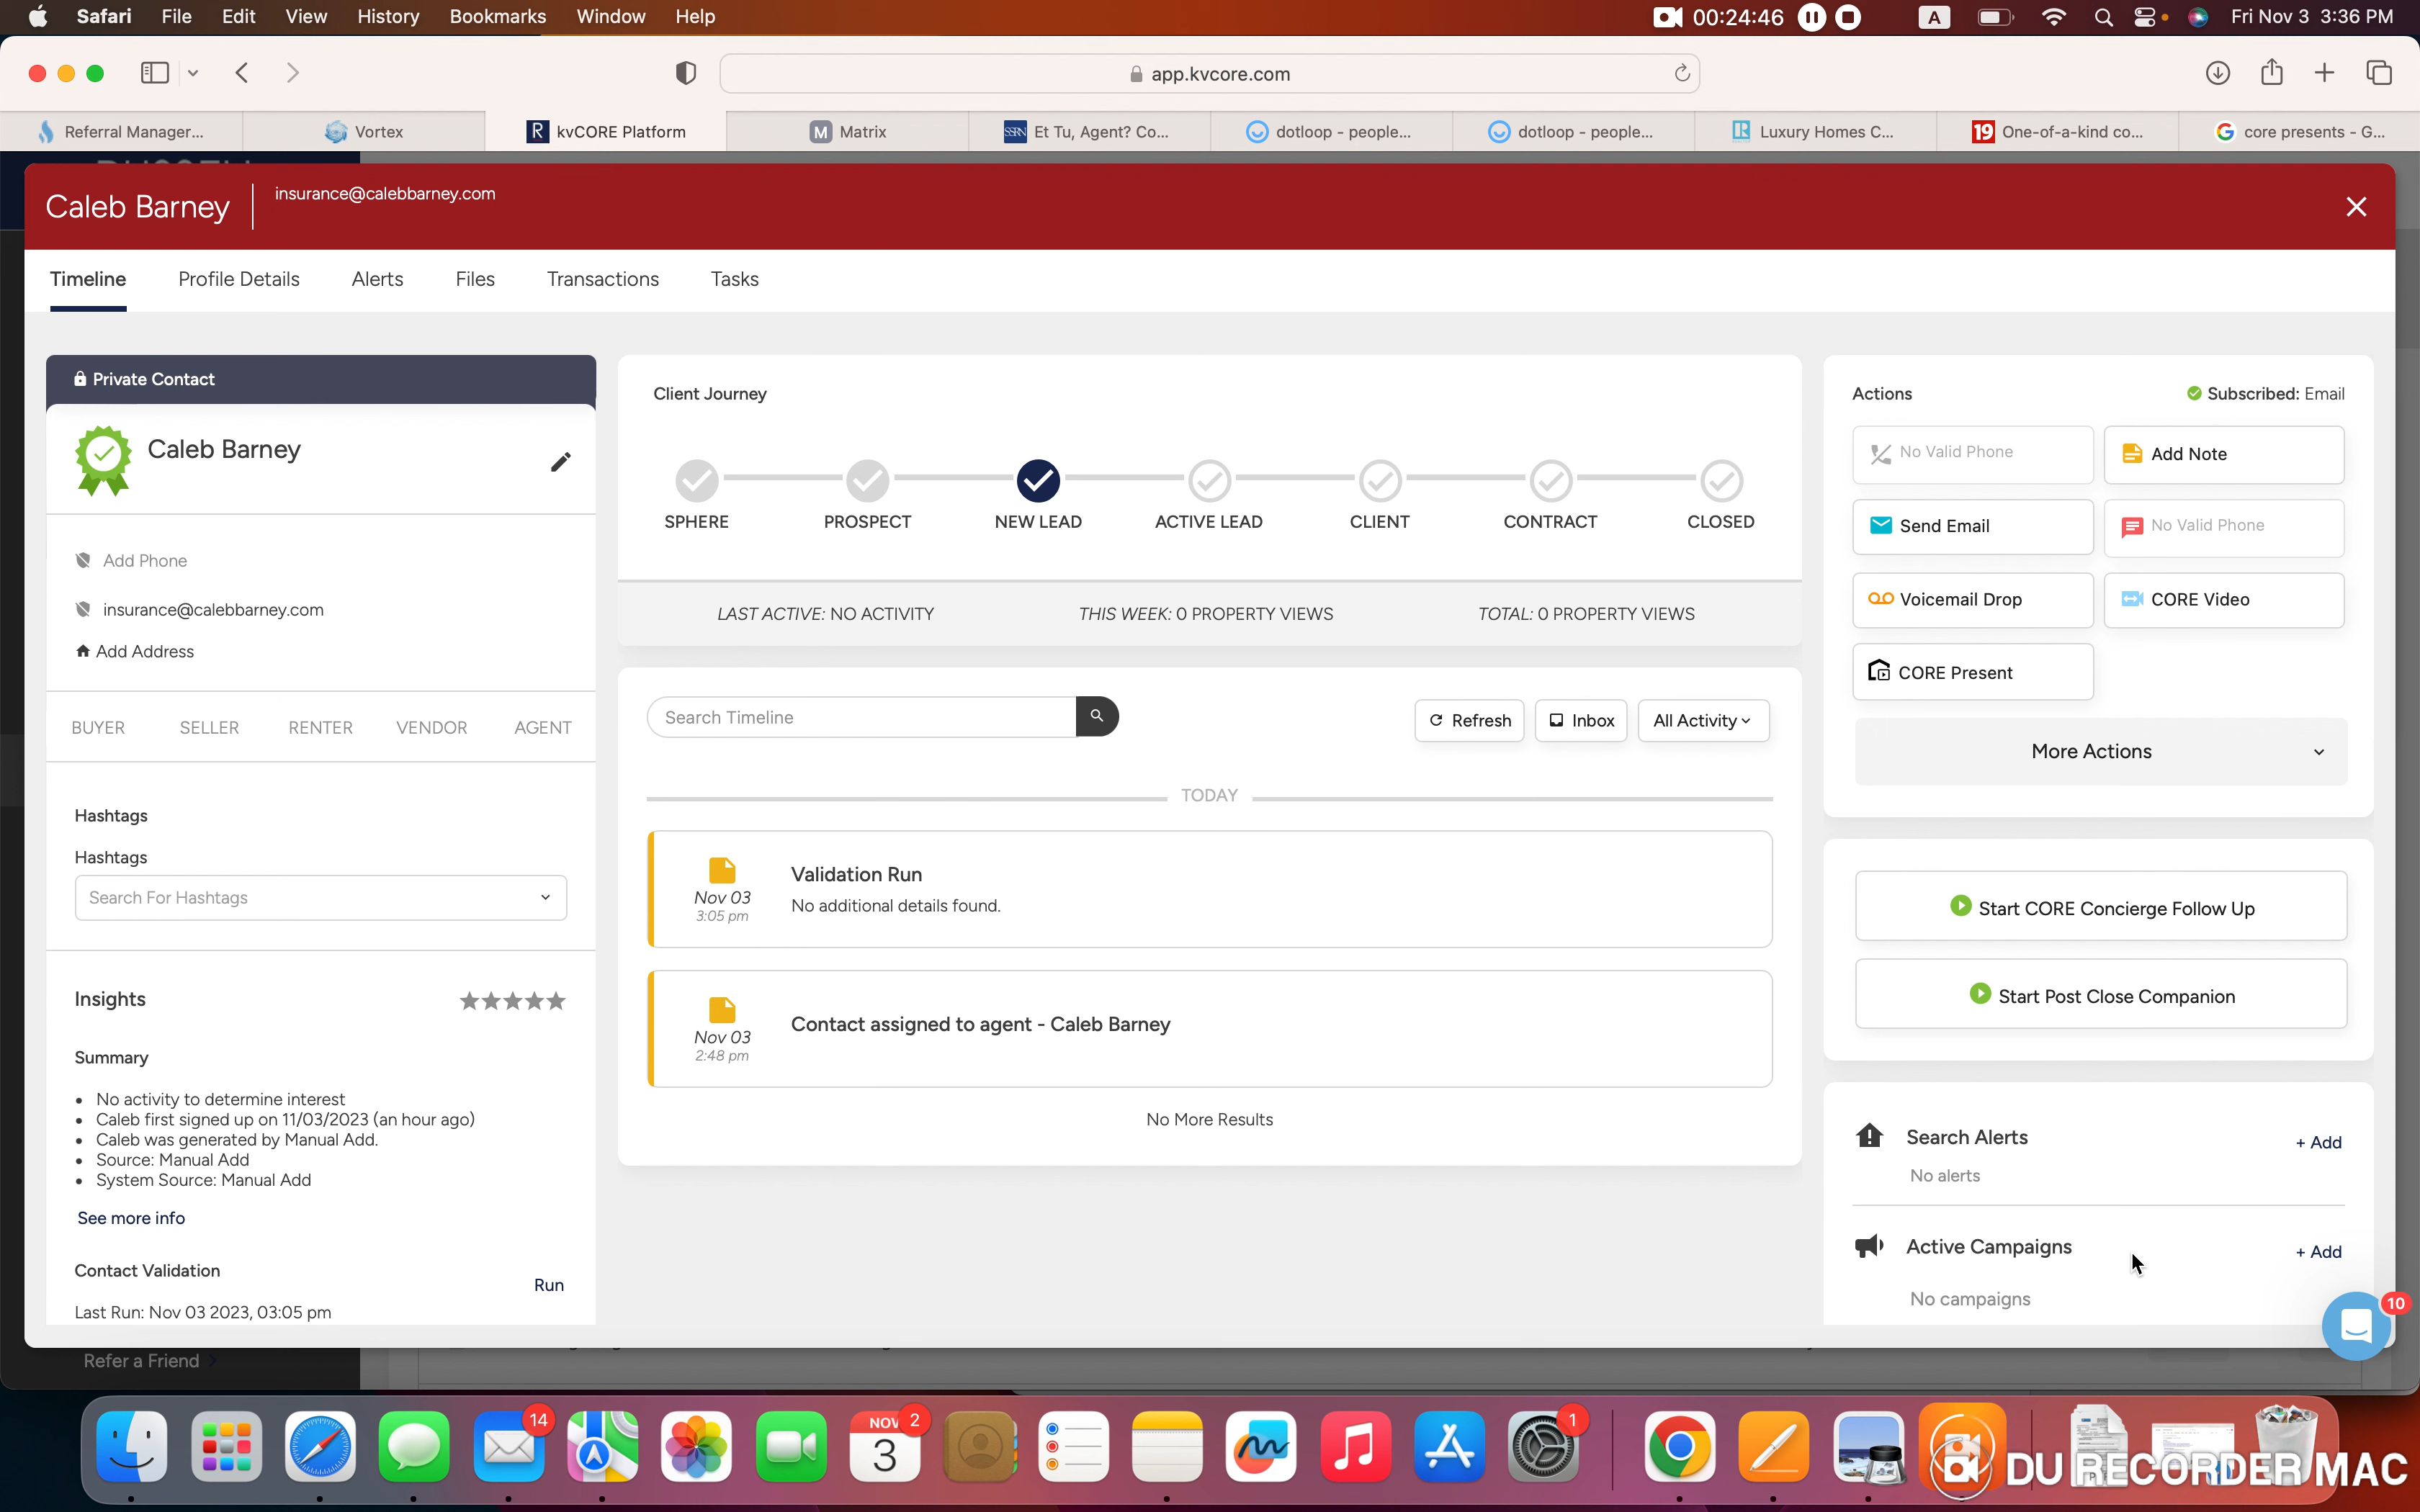 Safari File Edit View History Bookmarks Window Help 00:24:46 A Fri Nov 3 3:36 PM
app.kvcore.com
Referral Manager... Vortex R kvCORE Platform M Matrix SSRN Et Tu, Agent? Co... dotloop - people... dotloop - people... R Luxury Homes C... 19 One-of-a-kind co... G core presents - G...
Caleb Barney insurance@calebbarney.com
Timeline Profile Details Alerts Files Transactions Tasks
Private Contact
Caleb Barney
Add Phone
insurance@calebbarney.com
Add Address
BUYER SELLER RENTER VENDOR AGENT
Hashtags
Hashtags
Search For Hashtags
Insights
Summary
• No activity to determine interest
• Caleb first signed up on 11/03/2023 (an hour ago)
• Caleb was generated by Manual Add.
• Source: Manual Add
• System Source: Manual Add
See more info
Contact Validation
Run
Last Run: Nov 03 2023, 03:05 pm
Client Journey
SPHERE PROSPECT NEW LEAD ACTIVE LEAD CLIENT CONTRACT CLOSED
LAST ACTIVE: NO ACTIVITY THIS WEEK: 0 PROPERTY VIEWS TOTAL: 0 PROPERTY VIEWS
Search Timeline Refresh Inbox All Activity
TODAY
Nov 03
3:05 pm
Validation Run
No additional details found.
Nov 03
2:48 pm
Contact assigned to agent - Caleb Barney
No More Results
Actions Subscribed: Email
No Valid Phone Add Note
Send Email No Valid Phone
Voicemail Drop CORE Video
CORE Present
More Actions
Start CORE Concierge Follow Up
Start Post Close Companion
Search Alerts + Add
No alerts
Active Campaigns + Add
No campaigns
10
Refer a Friend
14 NOV 3 2 1
DU RECORDER MAC